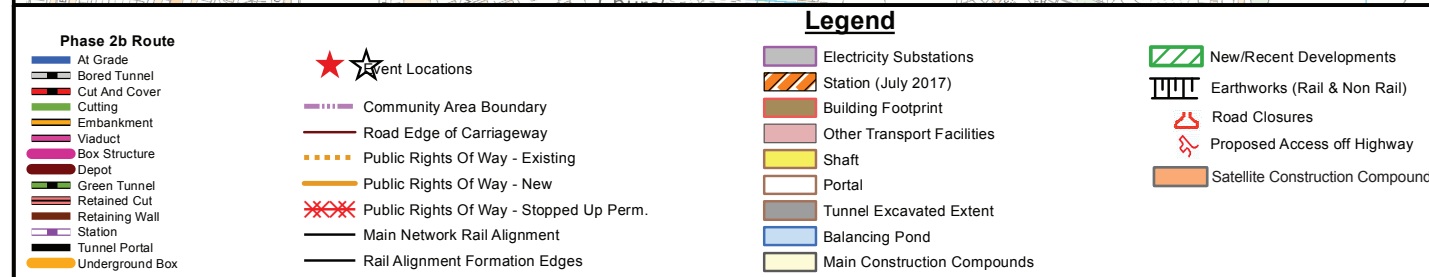 Legend
Phase 2b Route
At Grade
Bored Tunnel
Cut And Cover
Cutting
Embankment
Viaduct
Box Structure
Depot
Green Tunnel
Retained Cut
Retaining Wall
Station
Tunnel Portal
Underground Box
Event Locations
Community Area Boundary
Road Edge of Carriageway
Public Rights Of Way - Existing
Public Rights Of Way - New
Public Rights Of Way - Stopped Up Perm.
Main Network Rail Alignment
Rail Alignment Formation Edges
Electricity Substations
Station (July 2017)
Building Footprint
Other Transport Facilities
Shaft
Portal
Tunnel Excavated Extent
Balancing Pond
Main Construction Compounds
New/Recent Developments
Earthworks (Rail & Non Rail)
Road Closures
Proposed Access off Highway
Satellite Construction Compound